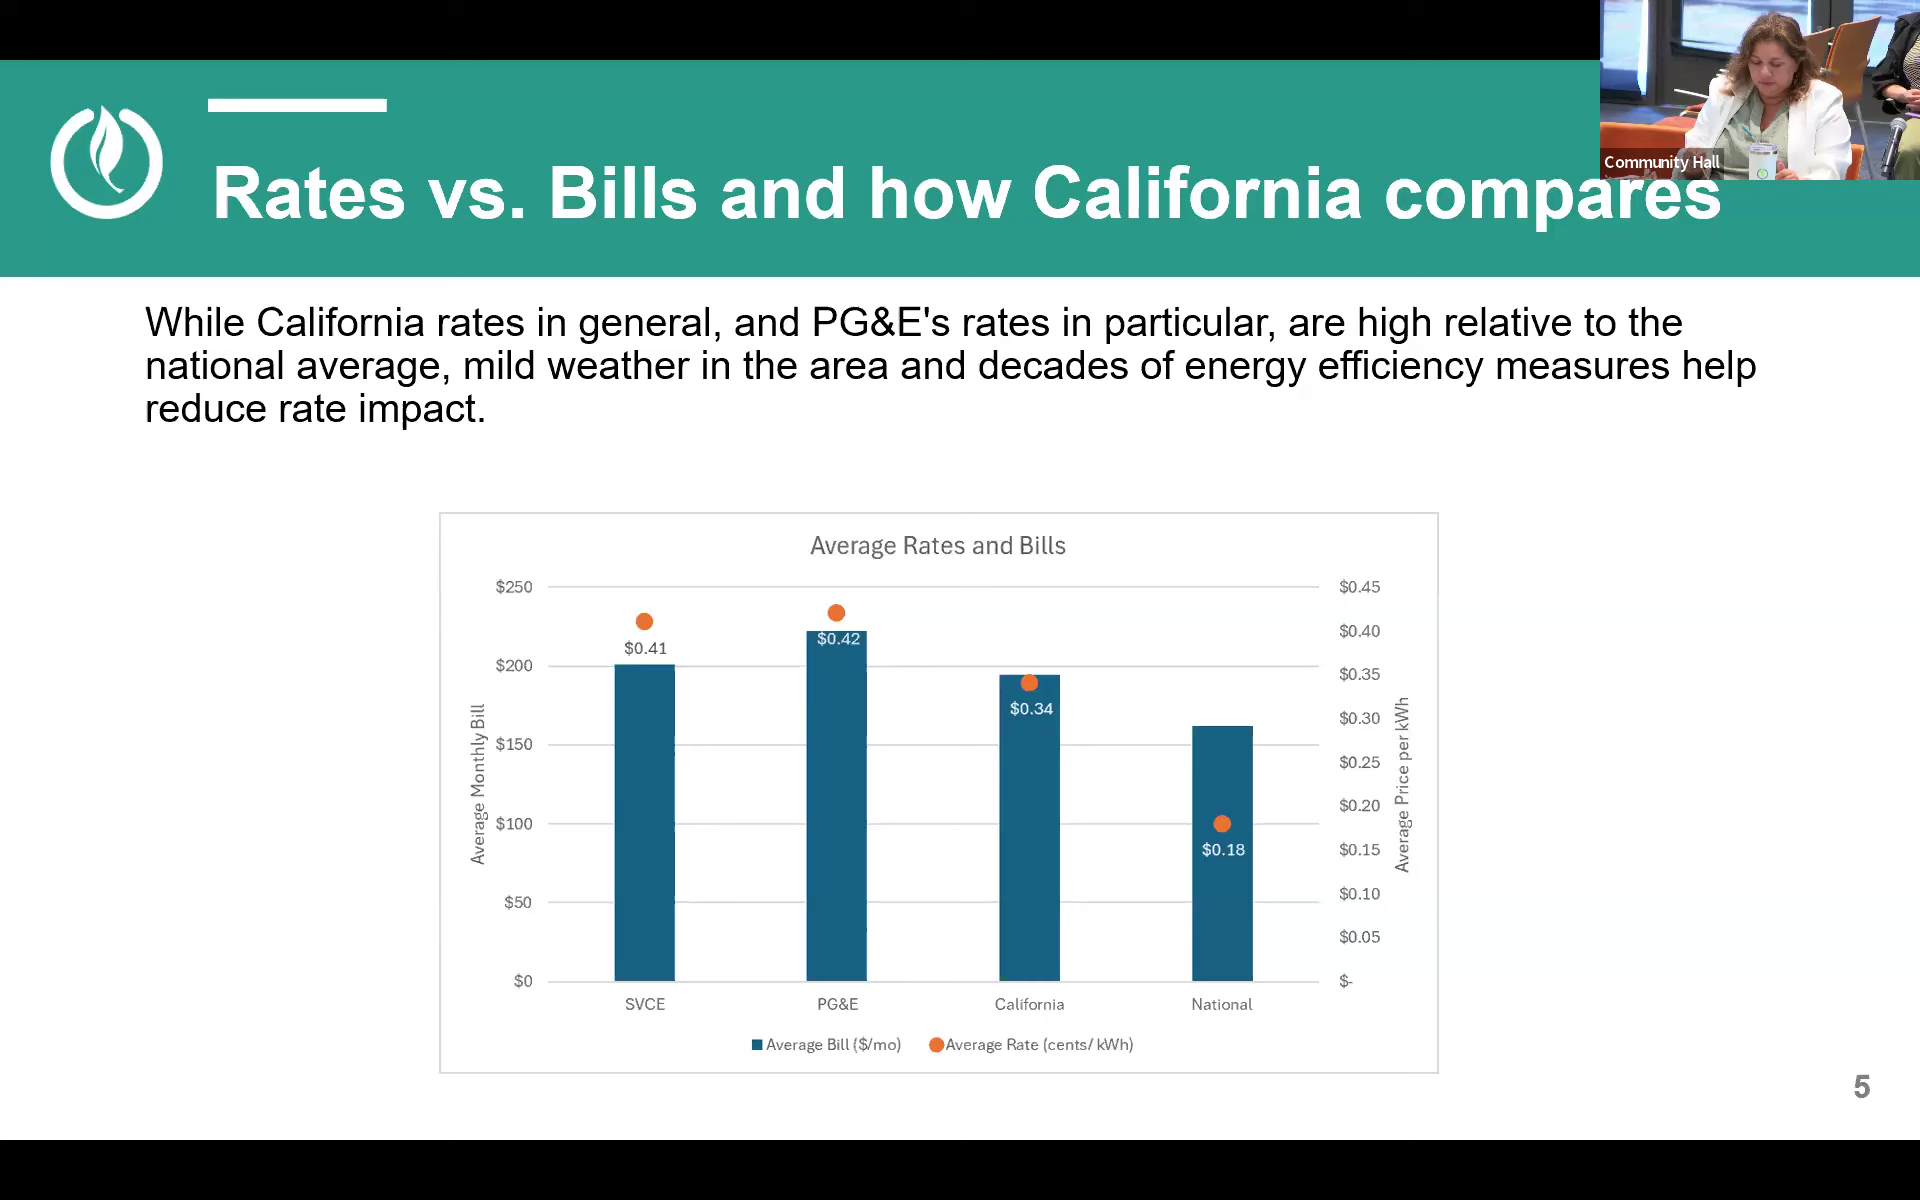 Community Hall
Rates vs. Bills and how California compares
While California rates in general, and PG&E's rates in particular, are high relative to the
national average, mild weather in the area and decades of energy efficiency measures help
reduce rate impact.
Average Rates and Bills
Average Monthly Bill
$250
$200
$150
$100
$50
$0
$0.41
$0.42
$0.34
$0.18
$0.45
$0.40
$0.35
$0.30
$0.25
$0.20
$0.15
$0.10
$0.05
$-
Average Price per kWh
SVCE
PG&E
California
National
Average Bill ($/mo)
Average Rate (cents/ kWh)
5